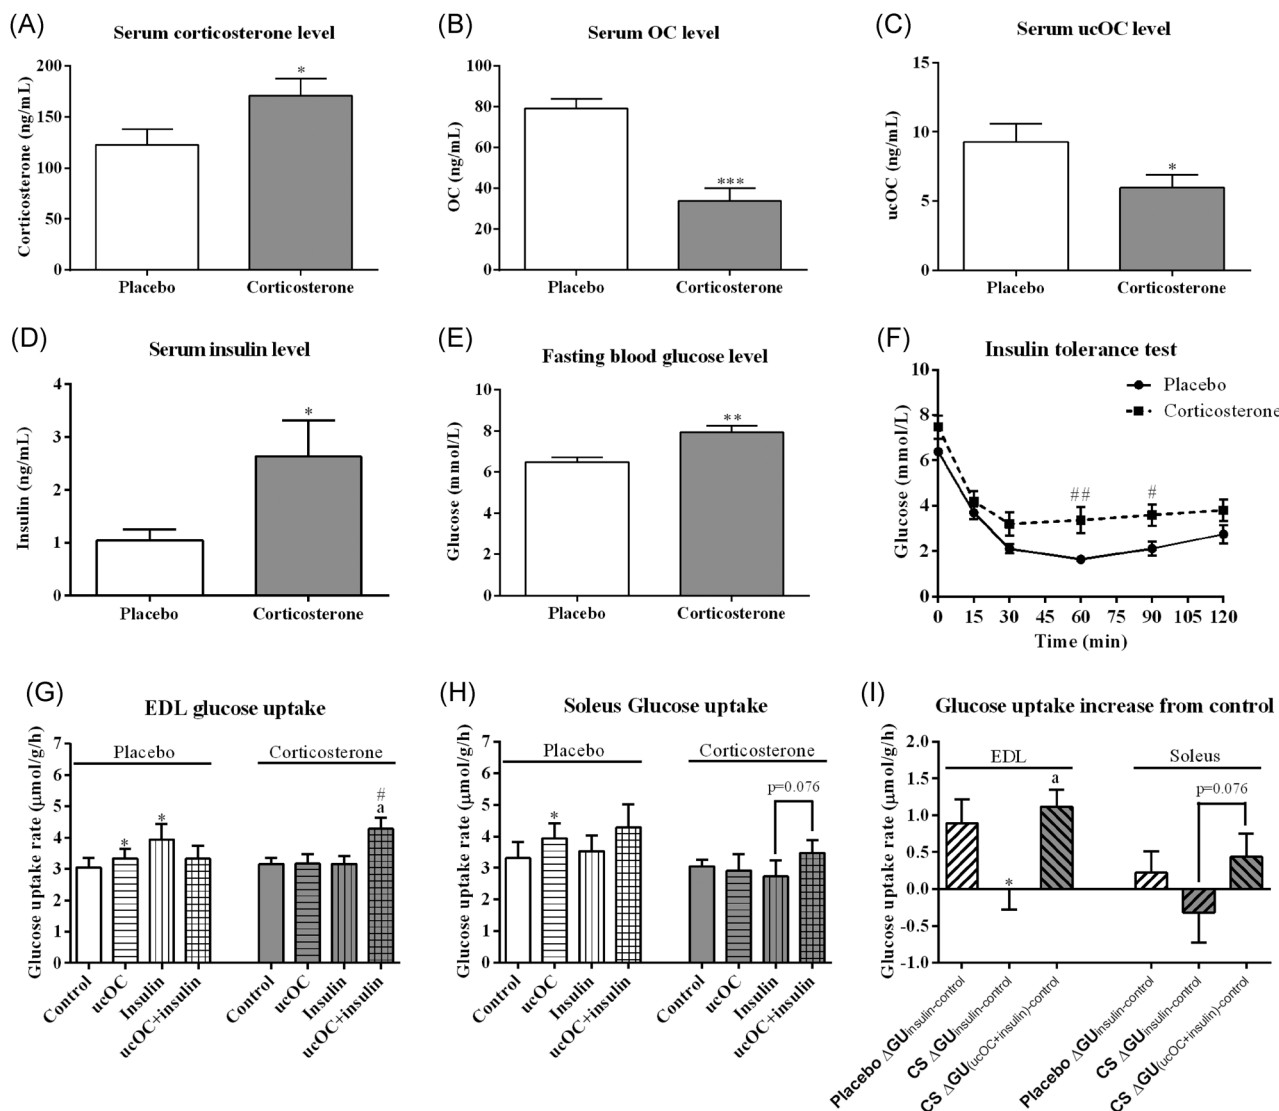 (A)
Serum corticosterone level
Corticosterone (ng/mL)
200
150
100
50
0
*
Placebo
Corticosterone
(B)
Serum OC level
OC (ng/mL)
100
80
60
40
20
0
***
Placebo
Corticosterone
(C)
Serum ucOC level
ucOC (ng/mL)
15
10
5
0
*
Placebo
Corticosterone
(D)
Serum insulin level
Insulin (ng/mL)
4
3
2
1
0
*
Placebo
Corticosterone
(E)
Fasting blood glucose level
Glucose (mmol/L)
10
8
6
4
2
0
**
Placebo
Corticosterone
(F)
Insulin tolerance test
Glucose (mmol/L)
10
8
6
4
2
0
Placebo
Corticosterone
##
#
0 15 30 45 60 75 90 105 120
Time (min)
(G)
EDL glucose uptake
Glucose uptake rate (μmol/g/h)
7
6
5
4
3
2
1
0
Placebo
Corticosterone
*
*
#
a
Control
ucOC
Insulin
ucOC+insulin
Control
ucOC
Insulin
ucOC+insulin
(H)
Soleus Glucose uptake
Glucose uptake rate (μmol/g/h)
7
6
5
4
3
2
1
0
Placebo
Corticosterone
*
p=0.076
Control
ucOC
Insulin
ucOC+insulin
Control
ucOC
Insulin
ucOC+insulin
(I)
Glucose uptake increase from control
Glucose uptake rate (μmol/g/h)
2.0
1.5
1.0
0.5
0.0
-0.5
-1.0
EDL
Soleus
a
*
p=0.076
Placebo ΔGUinsulin-control
CS ΔGUinsulin-control
CS ΔGU(ucOC+insulin)-control
Placebo ΔGUinsulin-control
CS ΔGUinsulin-control
CS ΔGU(ucOC+insulin)-control